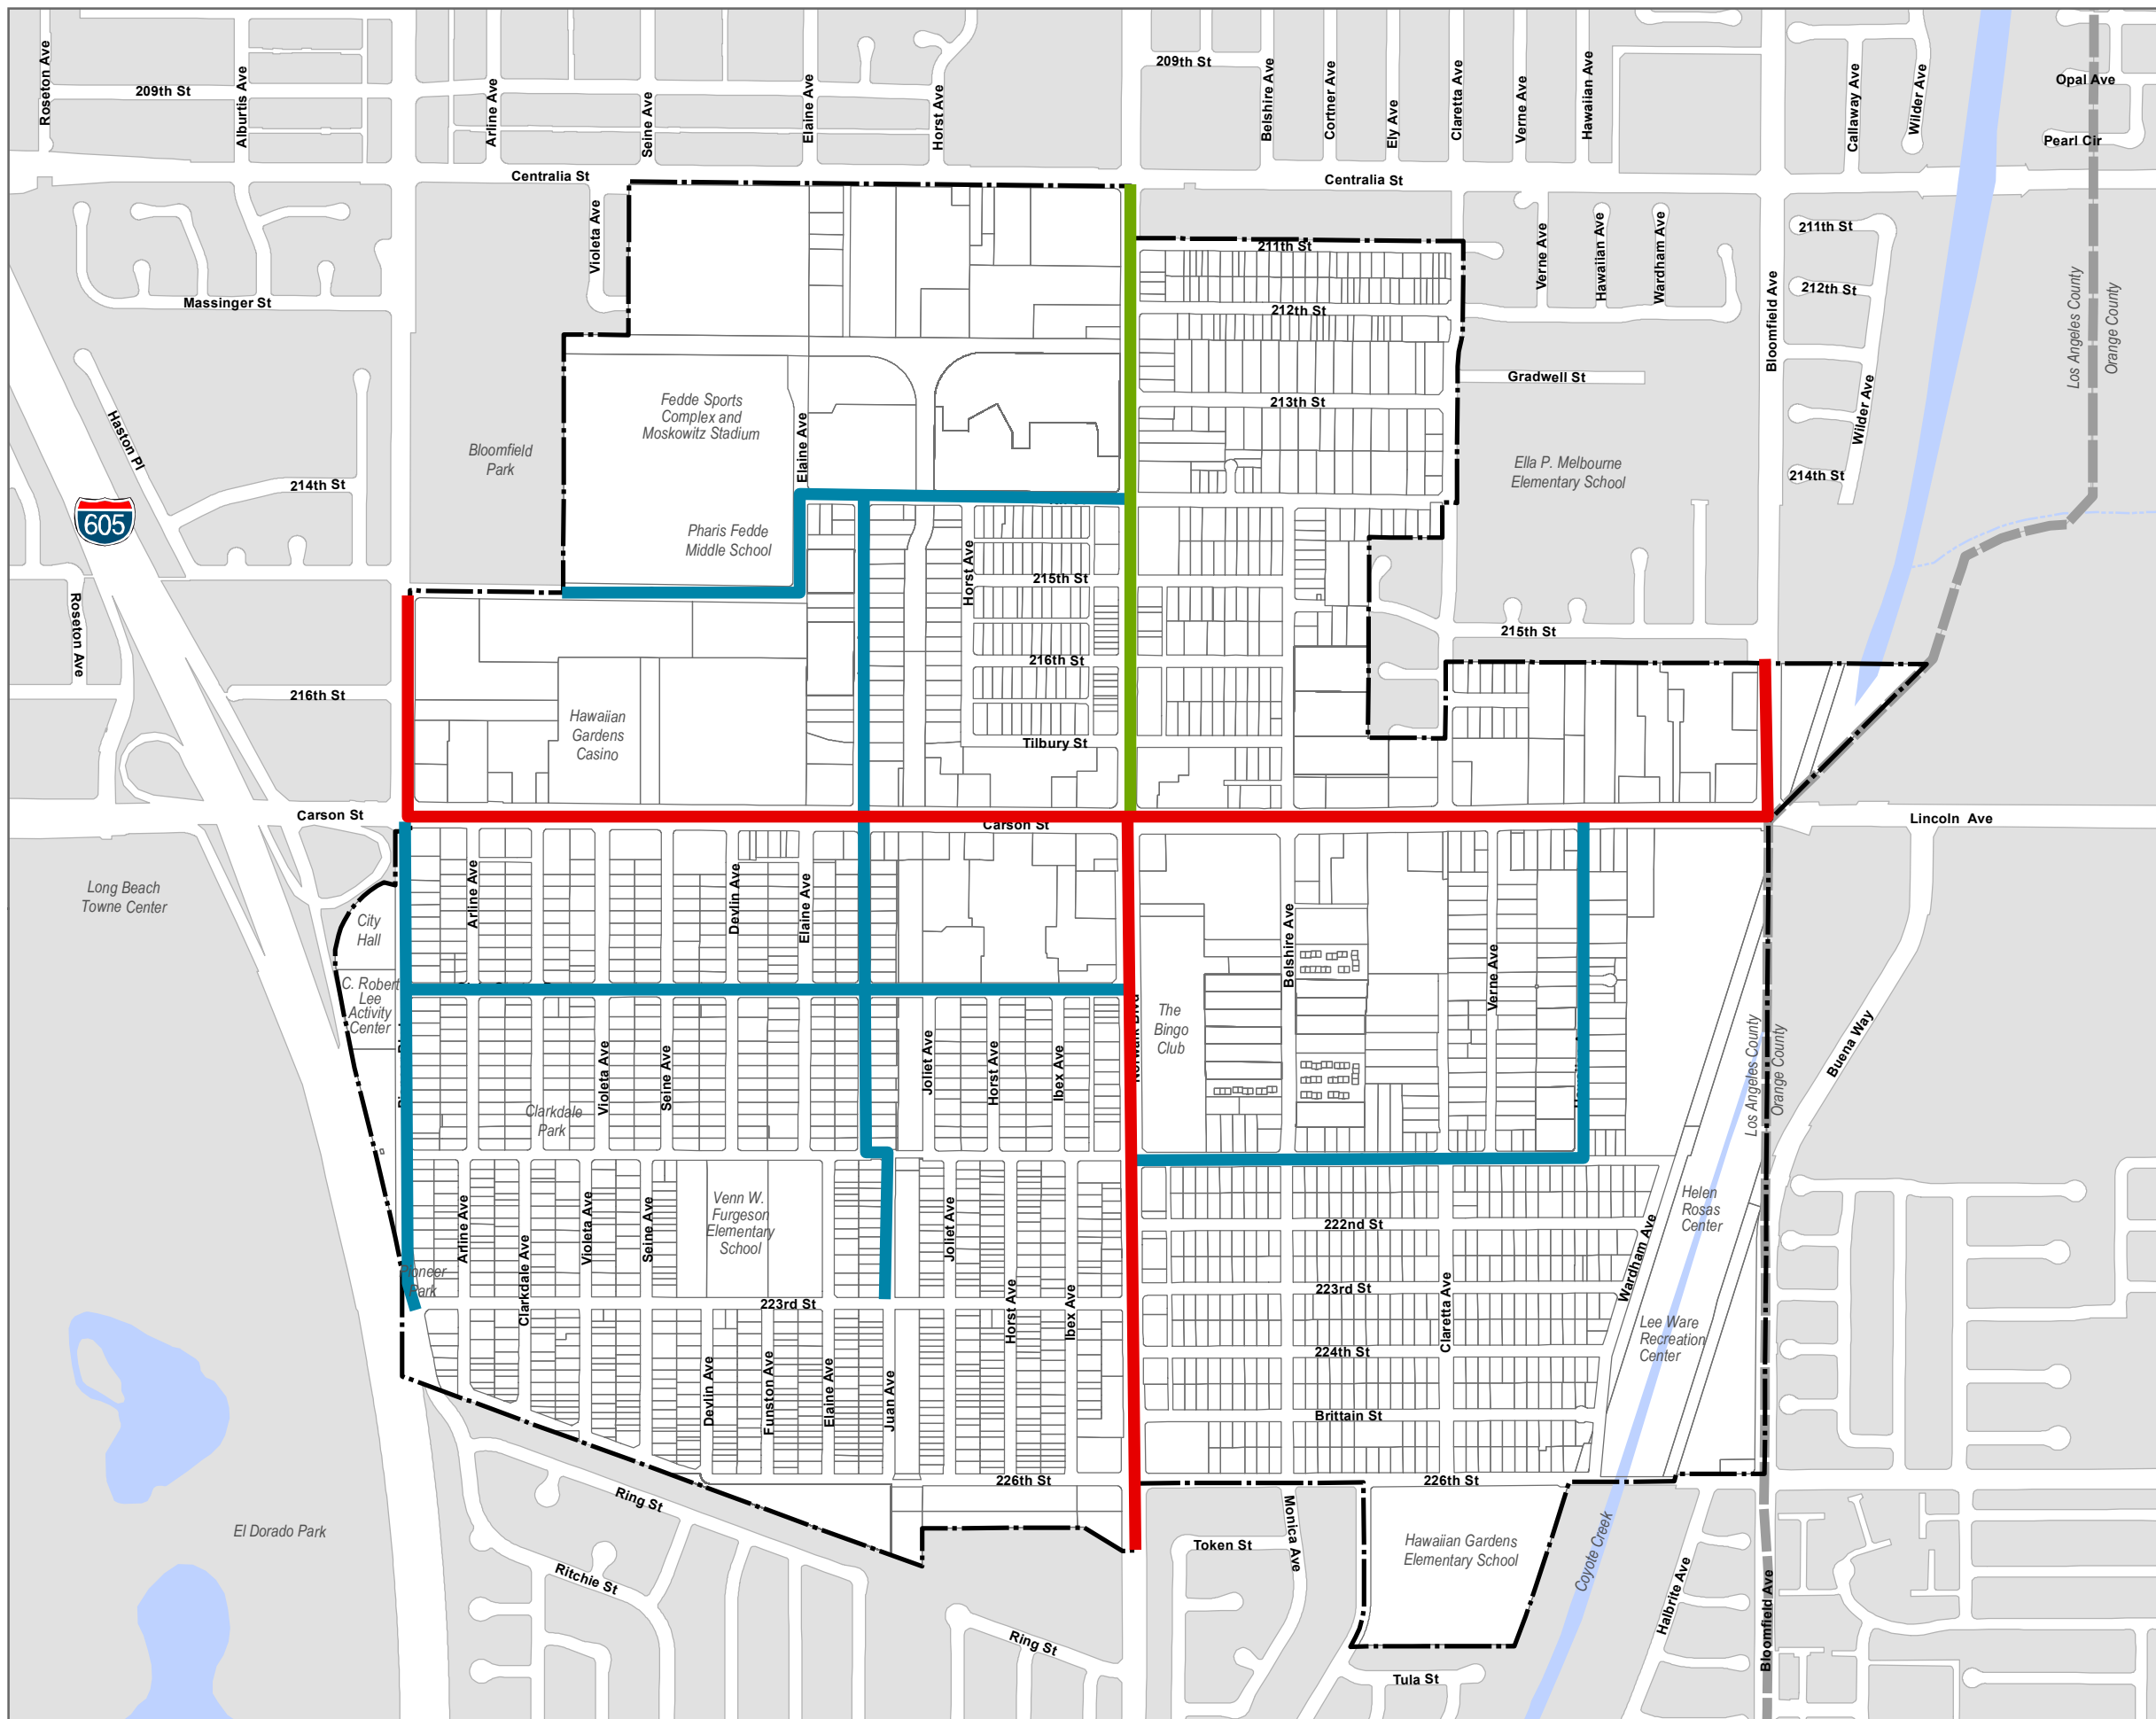 Roseton Ave
209th St
Alburtis Ave
Arline Ave
Seine Ave
Elaine Ave
Horst Ave
209th St
Belshire Ave
Cortner Ave
Ely Ave
Claretta Ave
Verne Ave
Hawaiian Ave
Callaway Ave
Wilder Ave
Opal Ave
Pearl Cir
Centralia St
Centralia St
Violeta Ave
Massinger St
211th St
212th St
Verne Ave
Hawaiian Ave
Wardham Ave
Bloomfield Ave
211th St
212th St
Los Angeles County
Orange County
Gradwell St
213th St
Wilder Ave
Haston Pl
Fedde Sports
Complex and
Moskowitz Stadium
Elaine Ave
Bloomfield
Park
Ella P. Melbourne
Elementary School
214th St
214th St
605
Pharis Fedde
Middle School
Horst Ave
215th St
Roseton Ave
215th St
216th St
216th St
Hawaiian
Gardens
Casino
Tilbury St
Carson St
Carson St
Lincoln Ave
Long Beach
Towne Center
City
Hall
Arline Ave
Devlin Ave
Elaine Ave
Belshire Ave
Verne Ave
C. Robert
Lee
Activity
Center
The
Bingo
Club
Norwalk Blvd
Los Angeles County
Orange County
Buena Way
Violeta Ave
Seine Ave
Joliet Ave
Horst Ave
Ibex Ave
Clarkdale
Park
Venn W.
Furgeson
Elementary
School
Arline Ave
Clarkdale Ave
Violeta Ave
Seine Ave
Joliet Ave
Horst Ave
Ibex Ave
222nd St
Helen
Rosas
Center
Wardham Ave
Pioneer
Park
223rd St
223rd St
Claretta Ave
Lee Ware
Recreation
Center
224th St
Devlin Ave
Funston Ave
Elaine Ave
Juan Ave
Brittain St
226th St
226th St
Ring St
El Dorado Park
Token St
Monica Ave
Hawaiian Gardens
Elementary School
Coyote Creek
Halbrite Ave
Bloomfield Ave
Ritchie St
Ring St
Tula St